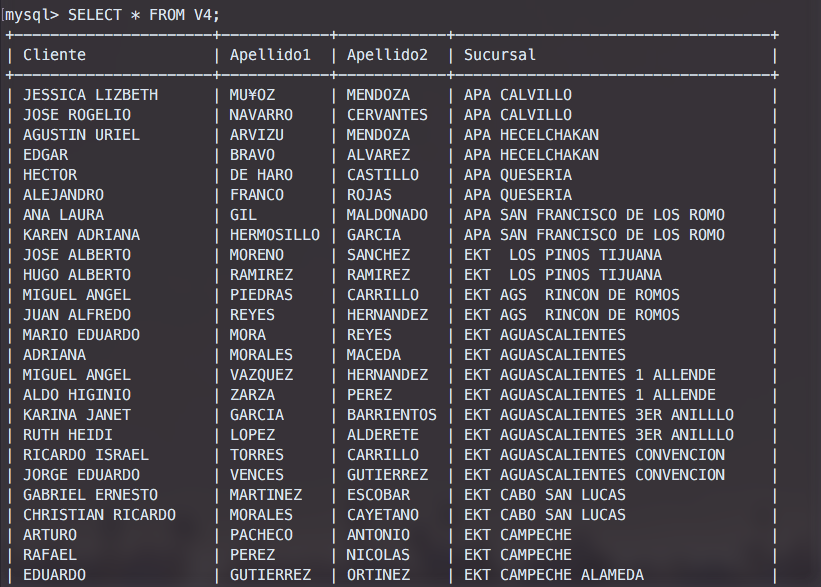 mysql> SELECT * FROM V4;
| Cliente | Apellido1 | Apellido2 | Sucursal |
| JESSICA LIZBETH | MU¥OZ | MENDOZA | APA CALVILLO |
| JOSE ROGELIO | NAVARRO | CERVANTES | APA CALVILLO |
| AGUSTIN URIEL | ARVIZU | MENDOZA | APA HECELCHAKAN |
| EDGAR | BRAVO | ALVAREZ | APA HECELCHAKAN |
| HECTOR | DE HARO | CASTILLO | APA QUESERIA |
| ALEJANDRO | FRANCO | ROJAS | APA QUESERIA |
| ANA LAURA | GIL | MALDONADO | APA SAN FRANCISCO DE LOS ROMO |
| KAREN ADRIANA | HERMOSILLO | GARCIA | APA SAN FRANCISCO DE LOS ROMO |
| JOSE ALBERTO | MORENO | SANCHEZ | EKT  LOS PINOS TIJUANA |
| HUGO ALBERTO | RAMIREZ | RAMIREZ | EKT  LOS PINOS TIJUANA |
| MIGUEL ANGEL | PIEDRAS | CARRILLO | EKT AGS  RINCON DE ROMOS |
| JUAN ALFREDO | REYES | HERNANDEZ | EKT AGS  RINCON DE ROMOS |
| MARIO EDUARDO | MORA | REYES | EKT AGUASCALIENTES |
| ADRIANA | MORALES | MACEDA | EKT AGUASCALIENTES |
| MIGUEL ANGEL | VAZQUEZ | HERNANDEZ | EKT AGUASCALIENTES 1 ALLENDE |
| ALDO HIGINIO | ZARZA | PEREZ | EKT AGUASCALIENTES 1 ALLENDE |
| KARINA JANET | GARCIA | BARRIENTOS | EKT AGUASCALIENTES 3ER ANILLLO |
| RUTH HEIDI | LOPEZ | ALDERETE | EKT AGUASCALIENTES 3ER ANILLLO |
| RICARDO ISRAEL | TORRES | CARRILLO | EKT AGUASCALIENTES CONVENCION |
| JORGE EDUARDO | VENCES | GUTIERREZ | EKT AGUASCALIENTES CONVENCION |
| GABRIEL ERNESTO | MARTINEZ | ESCOBAR | EKT CABO SAN LUCAS |
| CHRISTIAN RICARDO | MORALES | CAYETANO | EKT CABO SAN LUCAS |
| ARTURO | PACHECO | ANTONIO | EKT CAMPECHE |
| RAFAEL | PEREZ | NICOLAS | EKT CAMPECHE |
| EDUARDO | GUTIERREZ | ORTINEZ | EKT CAMPECHE ALAMEDA |